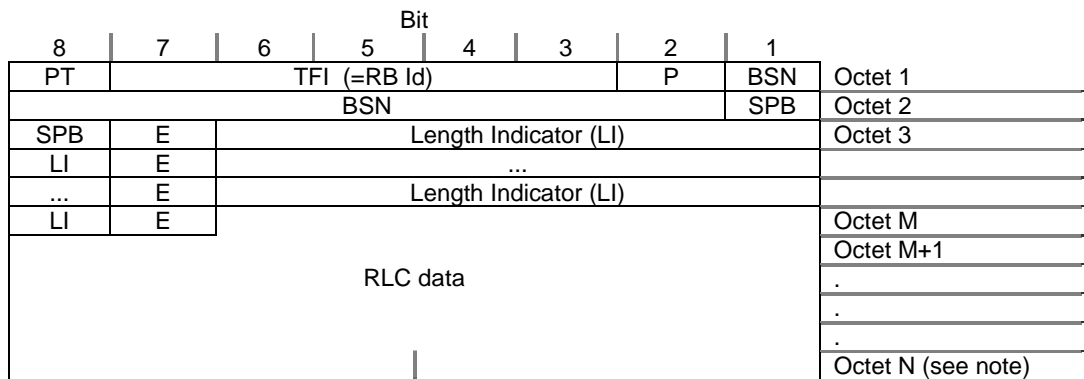 Bit
8 7 6 5 4 3 2 1
PT TFI (=RB Id) P BSN Octet 1
BSN SPB Octet 2
SPB E Length Indicator (LI) Octet 3
LI E ...
... E Length Indicator (LI)
LI E Octet M
Octet M+1
RLC data .
.
.
Octet N (see note)